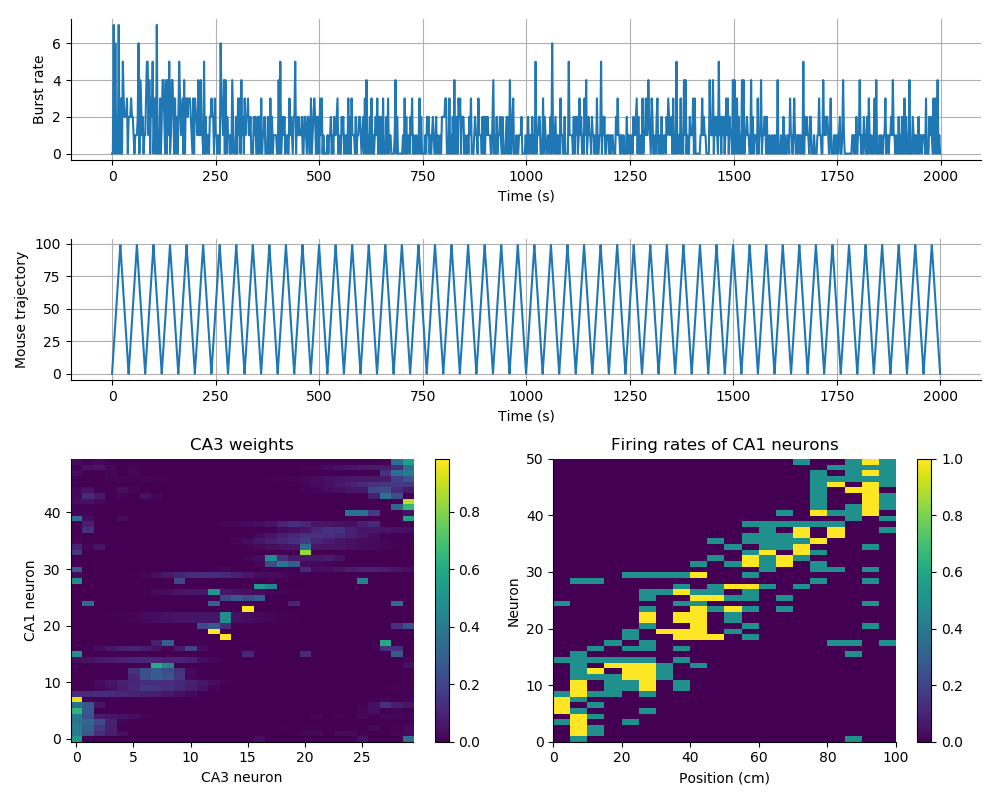 6
4
2
0
Burst rate
0 250 500 750 1000 1250 1500 1750 2000
Time (s)
100
75
50
25
0
Mouse trajectory
0 250 500 750 1000 1250 1500 1750 2000
Time (s)
CA3 weights
40
30
20
10
0
CA1 neuron
0 5 10 15 20 25
CA3 neuron
0.8
0.6
0.4
0.2
0.0
Firing rates of CA1 neurons
50
40
30
20
10
0
Neuron
0 20 40 60 80 100
Position (cm)
1.0
0.8
0.6
0.4
0.2
0.0